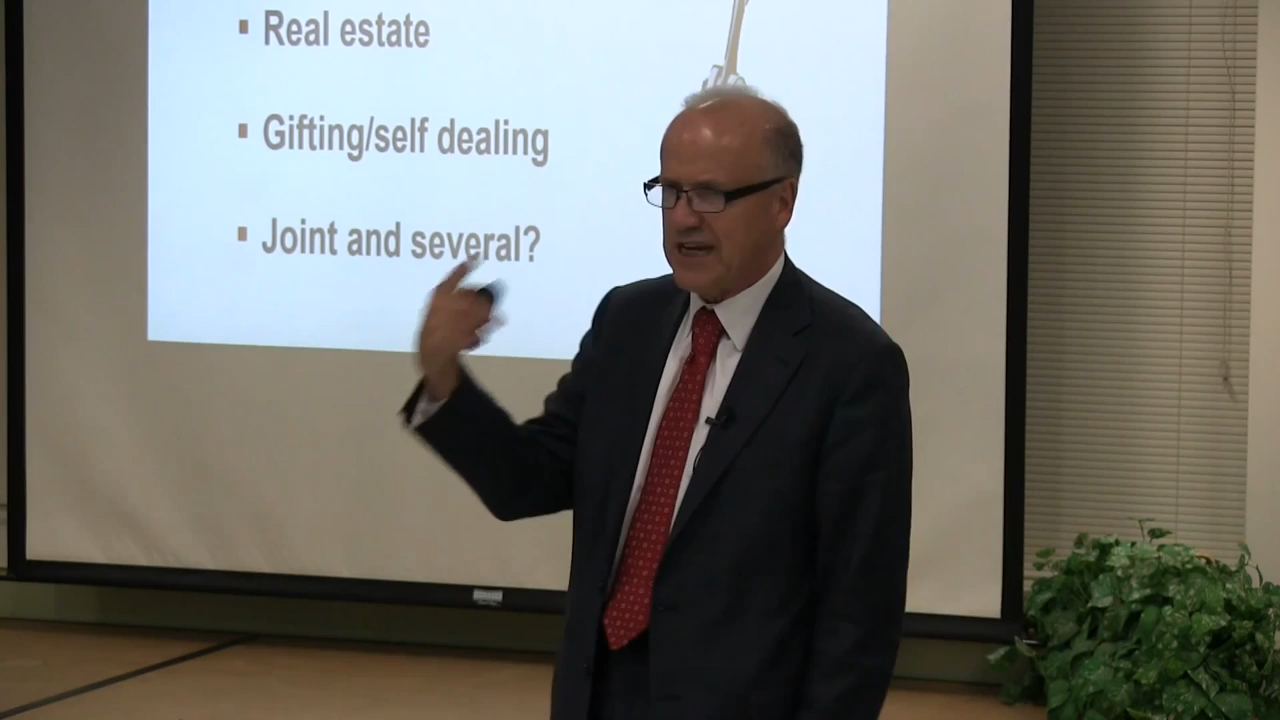 ▪ Real estate
▪ Gifting/self dealing
▪ Joint and several?